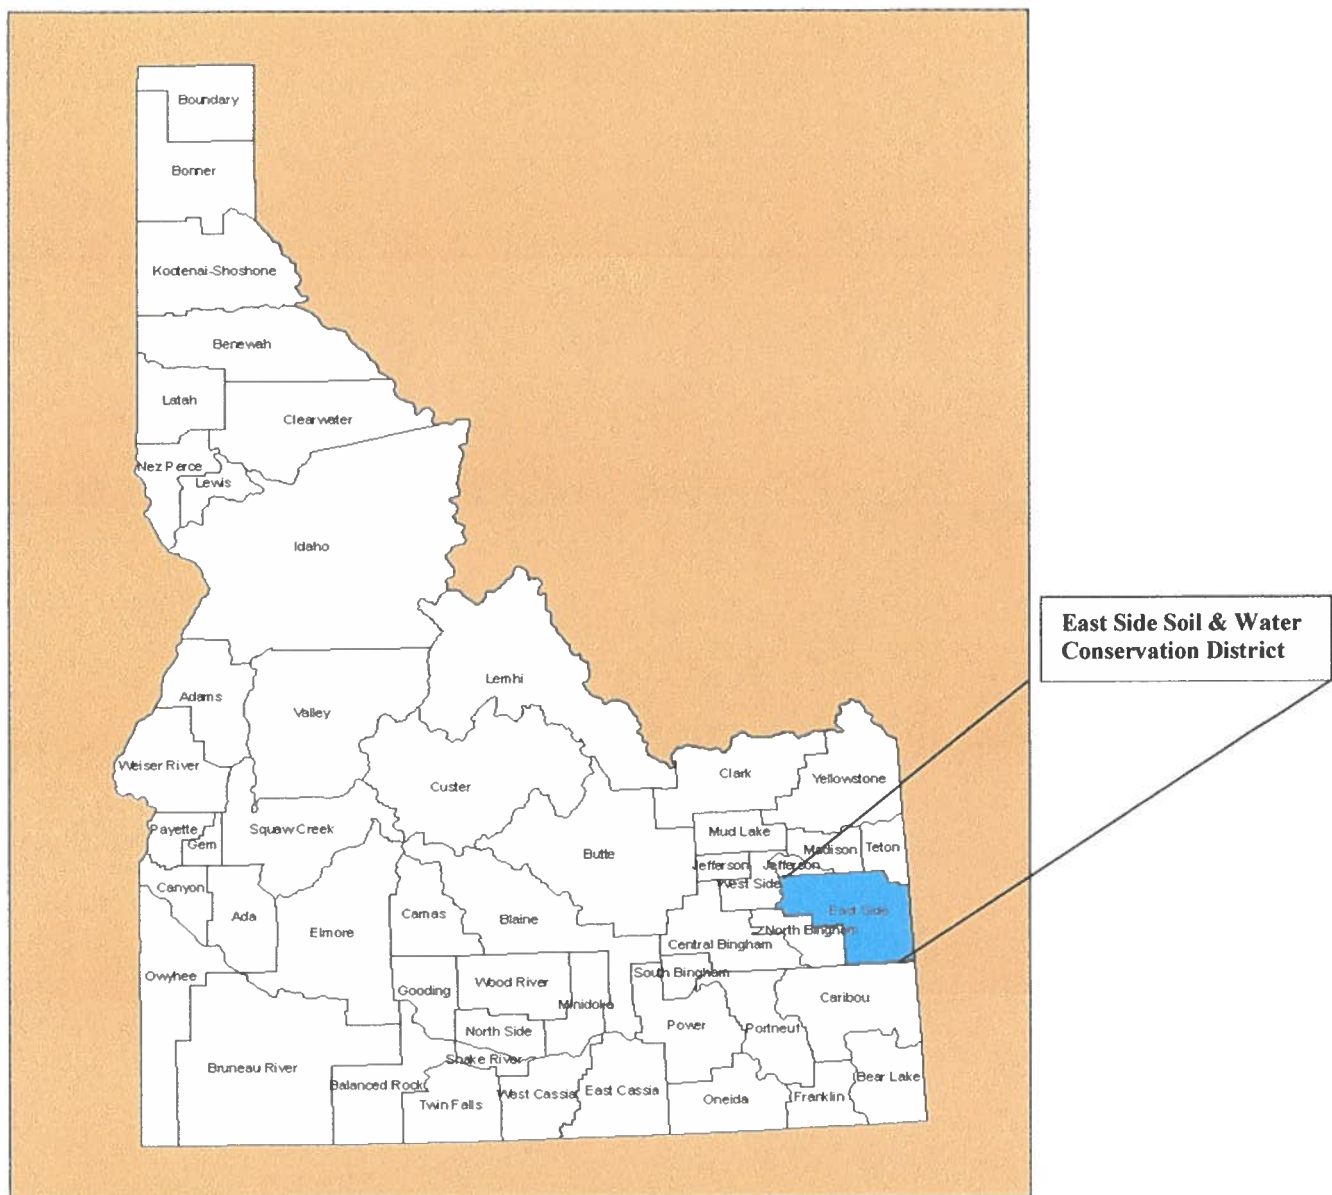 Boundary
Bonner
Kootenai-Shoshone
Benewah
Latah
Clearwater
Nez Perce
Lewis
Idaho
East Side Soil & Water
Conservation District
Lemhi
Adams
Valley
Weiser River
Custer
Clark
Yellowstone
Payette
Gem
Squaw Creek
Mud Lake
Butte
Madison
Teton
Jefferson
Jefferson
West Side
Canyon
Ada
Camas
Blaine
East Side
Elmore
North Bingham
Central Bingham
Owyhee
South Bingham
Gooding
Wood River
Minidoka
Caribou
North Side
Power
Portneuf
Snake River
Bruneau River
Balanced Rock
Twin Falls
West Cassia
East Cassia
Oneida
Franklin
Bear Lake